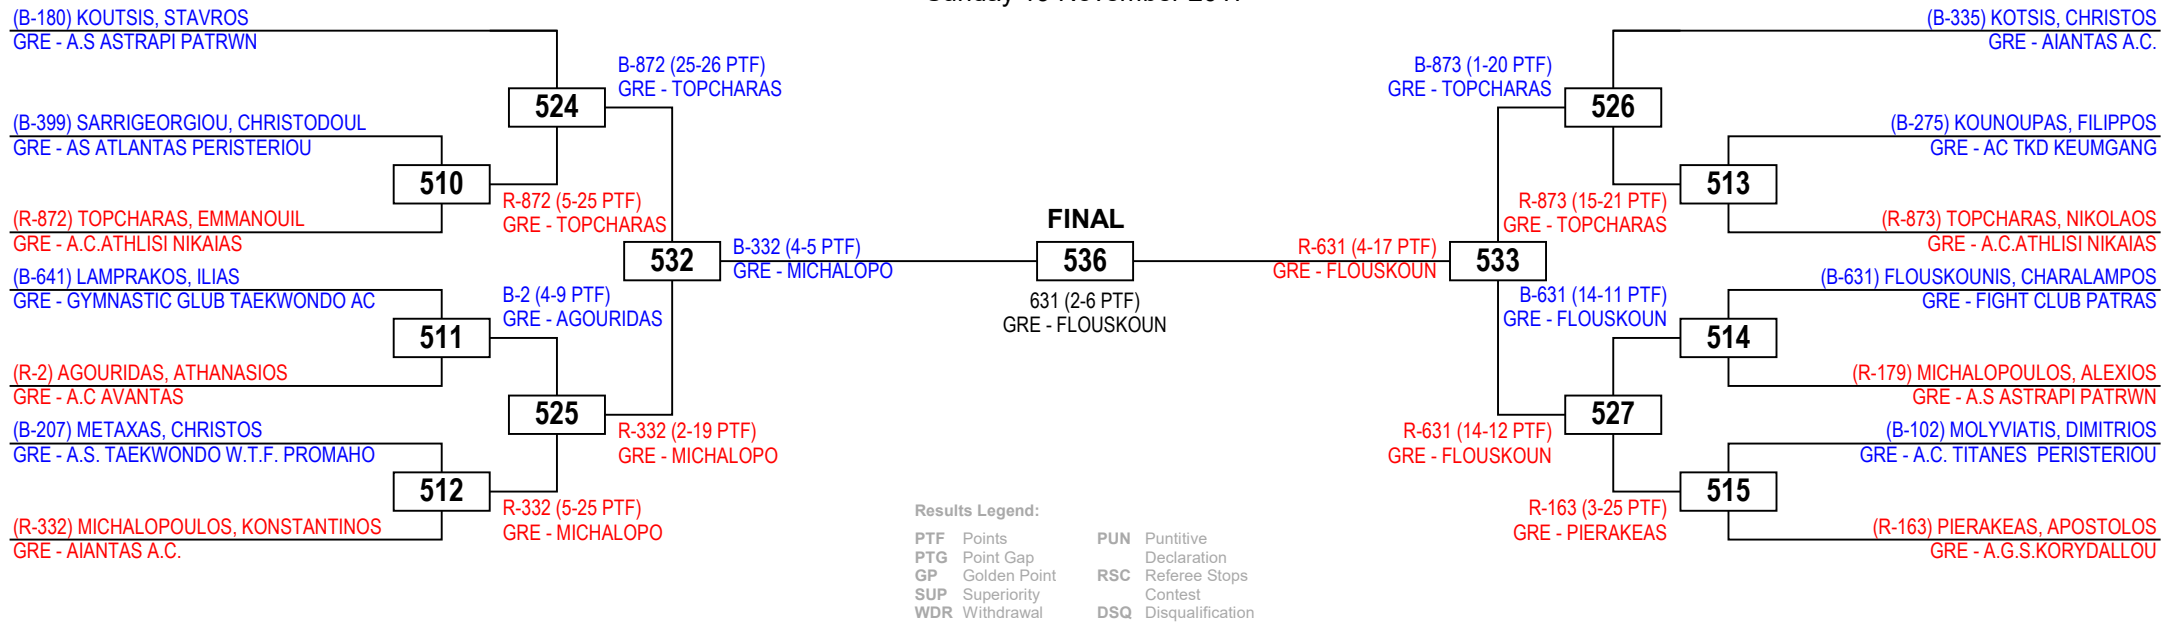 (B-180) KOUTSIS, STAVROS
GRE - A.S ASTRAPI PATRWN
(B-399) SARRIGEORGIOU, CHRISTODOUL
GRE - AS ATLANTAS PERISTERIOU
(R-872) TOPCHARAS, EMMANOUIL
GRE - A.C.ATHLISI NIKAIAS
(B-641) LAMPRAKOS, ILIAS
GRE - GYMNASTIC GLUB TAEKWONDO AC
(R-2) AGOURIDAS, ATHANASIOS
GRE - A.C AVANTAS
(B-207) METAXAS, CHRISTOS
GRE - A.S. TAEKWONDO W.T.F. PROMAHO
(R-332) MICHALOPOULOS, KONSTANTINOS
GRE - AIANTAS A.C.
510
511
512
R-872 (5-25 PTF)
GRE - TOPCHARAS
B-2 (4-9 PTF)
GRE - AGOURIDAS
R-332 (5-25 PTF)
GRE - MICHALOPO
524
525
B-872 (25-26 PTF)
GRE - TOPCHARAS
R-332 (2-19 PTF)
GRE - MICHALOPO
532
B-332 (4-5 PTF)
GRE - MICHALOPO
FINAL
536
631 (2-6 PTF)
GRE - FLOUSKOUN
R-631 (4-17 PTF)
GRE - FLOUSKOUN
533
B-873 (1-20 PTF)
GRE - TOPCHARAS
R-631 (14-12 PTF)
GRE - FLOUSKOUN
526
527
R-873 (15-21 PTF)
GRE - TOPCHARAS
B-631 (14-11 PTF)
GRE - FLOUSKOUN
R-163 (3-25 PTF)
GRE - PIERAKEAS
513
514
515
(B-335) KOTSIS, CHRISTOS
GRE - AIANTAS A.C.
(B-275) KOUNOUPAS, FILIPPOS
GRE - AC TKD KEUMGANG
(R-873) TOPCHARAS, NIKOLAOS
GRE - A.C.ATHLISI NIKAIAS
(B-631) FLOUSKOUNIS, CHARALAMPOS
GRE - FIGHT CLUB PATRAS
(R-179) MICHALOPOULOS, ALEXIOS
GRE - A.S ASTRAPI PATRWN
(B-102) MOLYVIATIS, DIMITRIOS
GRE - A.C. TITANES  PERISTERIOU
(R-163) PIERAKEAS, APOSTOLOS
GRE - A.G.S.KORYDALLOU
Results Legend:
PTF Points
PTG Point Gap
GP Golden Point
SUP Superiority
WDR Withdrawal
PUN Puntitive
Declaration
RSC Referee Stops
Contest
DSQ Disqualification